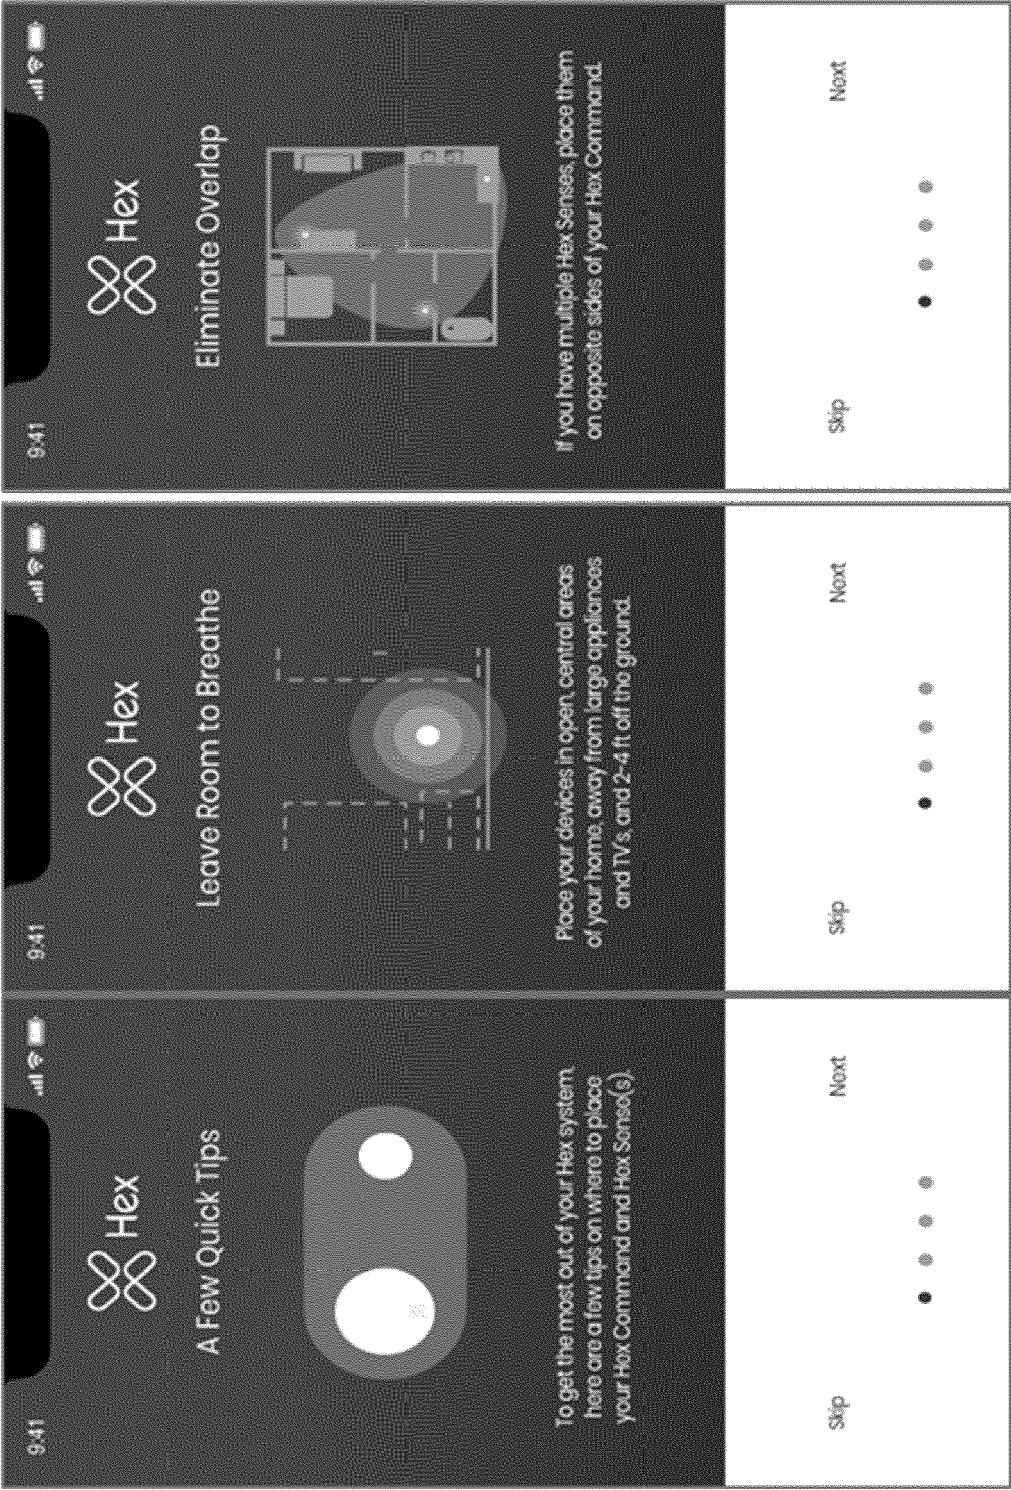 9:41
Hex
A Few Quick Tips
To get the most out of your Hex system,
here are a few tips on where to place
your Hex Command and Hex Sense(s).
Skip
Next
9:41
Hex
Leave Room to Breathe
Place your devices in open, central areas
of your home, away from large appliances
and TV's, and 2-4 ft off the ground.
Skip
Next
9:41
Hex
Eliminate Overlap
If you have multiple Hex Senses, place them
on opposite sides of your Hex Command.
Skip
Next